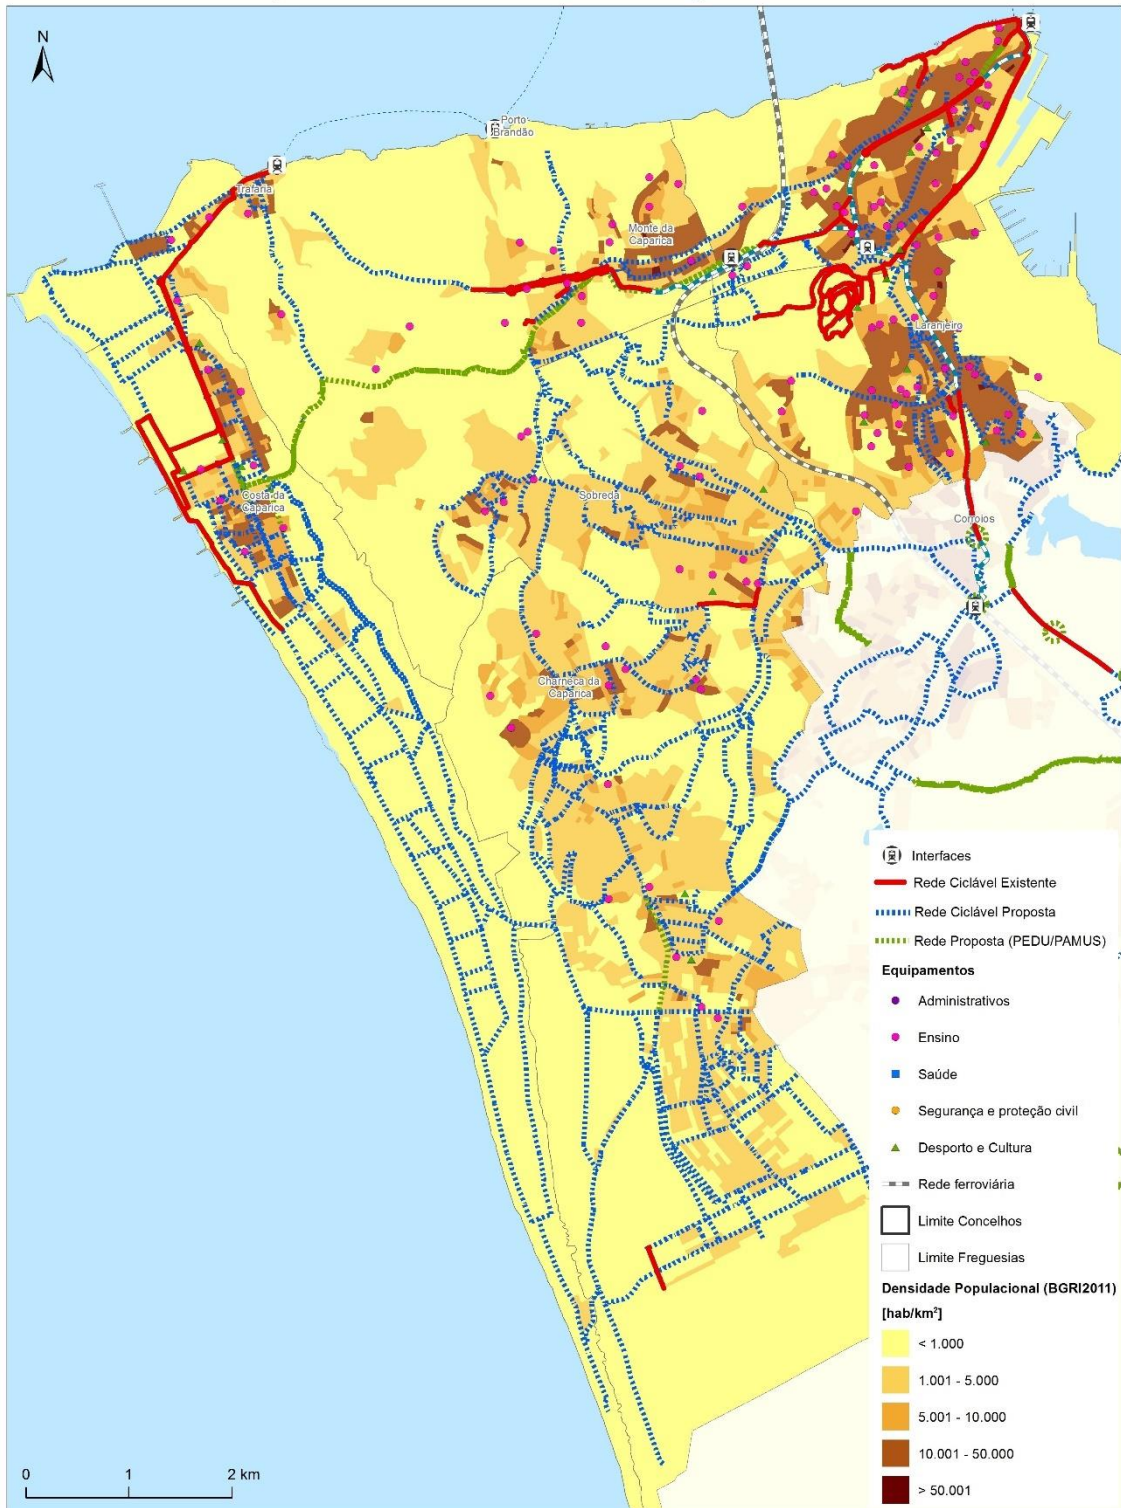 N
Porto
Brandão
Trafaria
Monte da
Caparica
Laranjeiro
Costa da
Caparica
Sobreda
Corroios
Charneca da
Caparica
Interfaces
Rede Ciclável Existente
Rede Ciclável Proposta
Rede Proposta (PEDU/PAMUS)
Equipamentos
Administrativos
Ensino
Saúde
Segurança e proteção civil
Desporto e Cultura
Rede ferroviária
Limite Concelhos
Limite Freguesias
Densidade Populacional (BGRI2011)
[hab/km²]
< 1.000
1.001 - 5.000
5.001 - 10.000
10.001 - 50.000
> 50.001
0 1 2 km